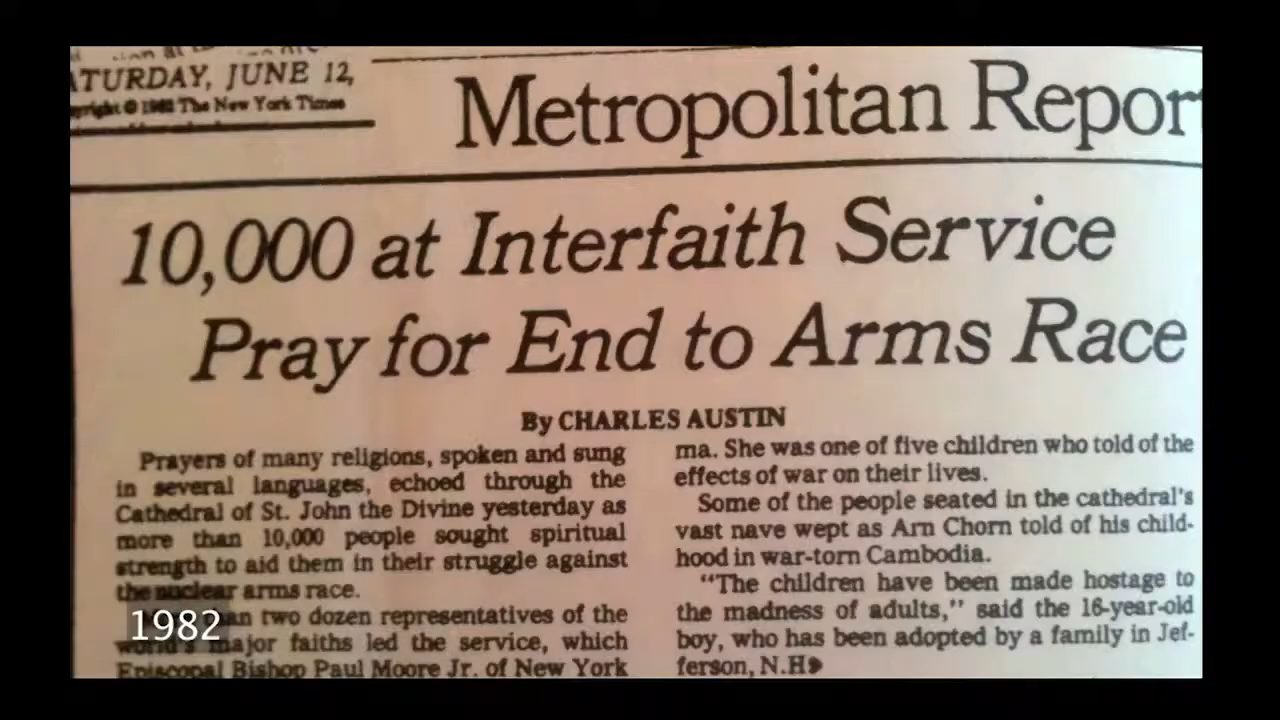 ATURDAY, JUNE 12,
yright © 1982 The New York Times
Metropolitan Repor
10,000 at Interfaith Service
Pray for End to Arms Race
By CHARLES AUSTIN
Prayers of many religions, spoken and sung
in several languages, echoed through the
Cathedral of St. John the Divine yesterday as
more than 10,000 people sought spiritual
strength to aid them in their struggle against
the nuclear arms race.
an two dozen representatives of the
world's major faiths led the service, which
Episcopal Bishop Paul Moore Jr. of New York
ma. She was one of five children who told of the
effects of war on their lives.
Some of the people seated in the cathedral's
vast nave wept as Arn Chorn told of his child-
hood in war-torn Cambodia.
"The children have been made hostage to
the madness of adults," said the 16-year-old
boy, who has been adopted by a family in Jef-
ferson, N.H
1982